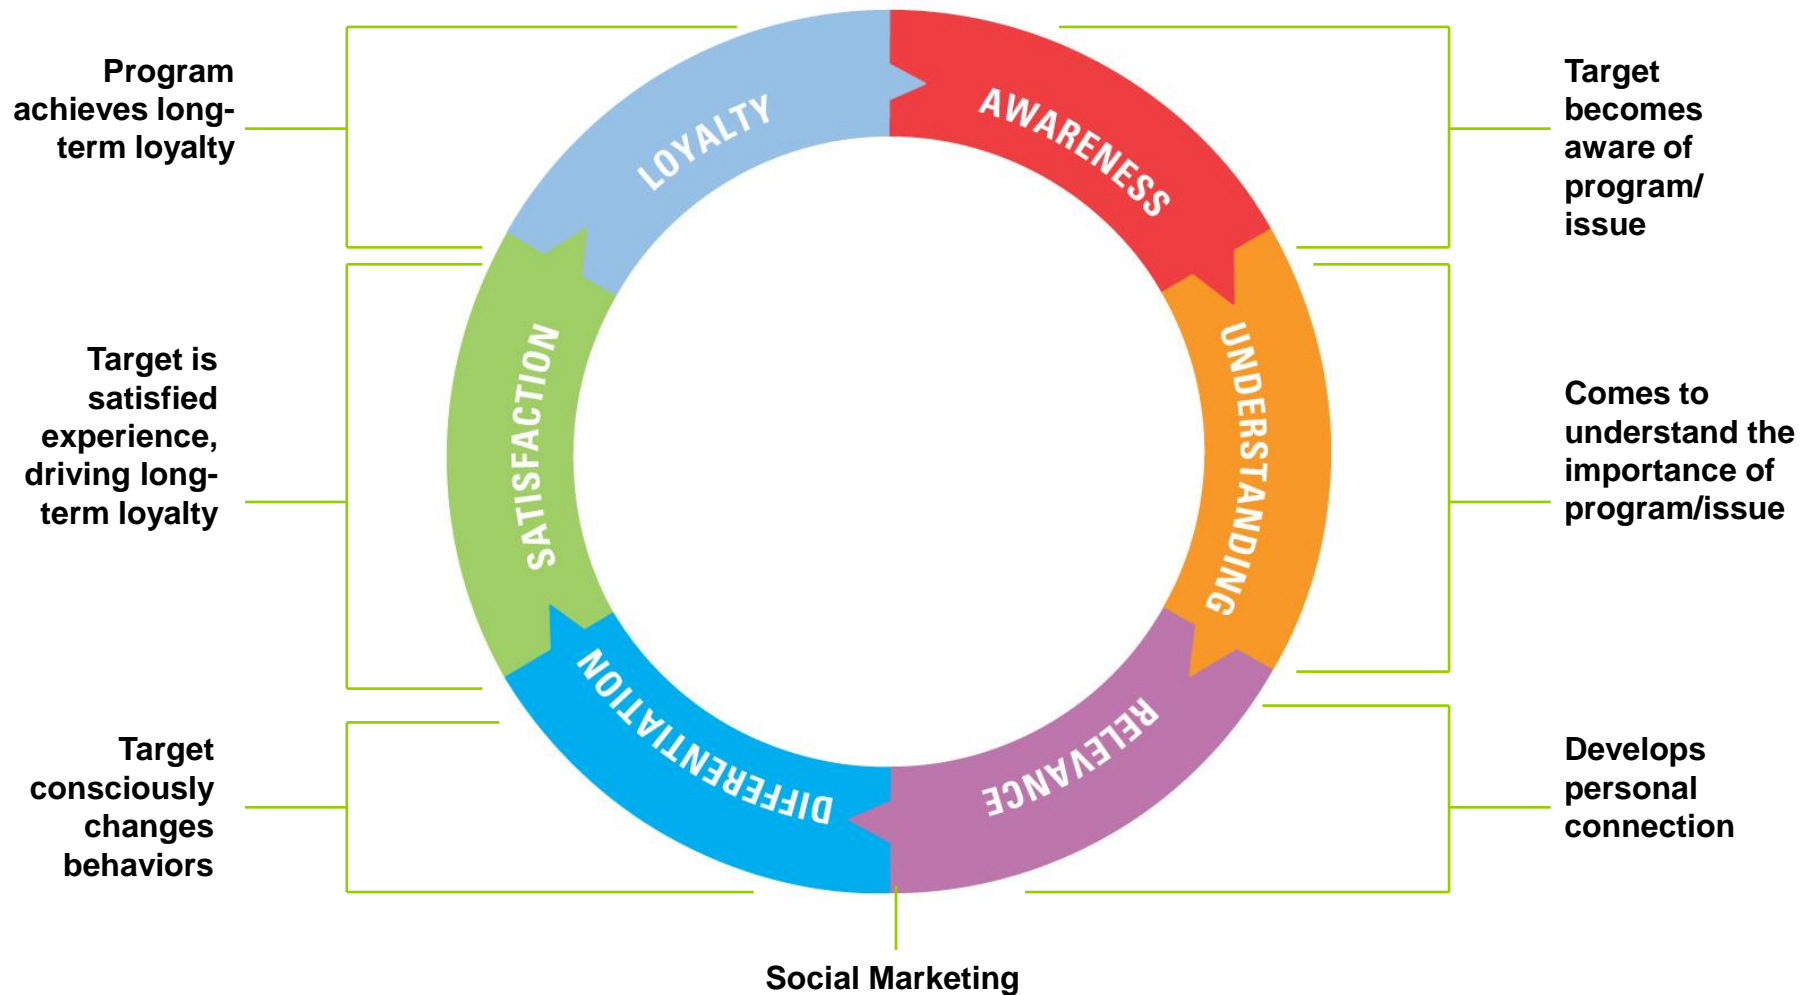 Program
achieves long-
term loyalty
Target is
satisfied
experience,
driving long-
term loyalty
Target
consciously
changes
behaviors
LOYALTY
AWARENESS
UNDERSTANDING
RELEVANCE
DIFFERENTIATION
SATISFACTION
Target
becomes
aware of
program/
issue
Comes to
understand the
importance of
program/issue
Develops
personal
connection
Social Marketing